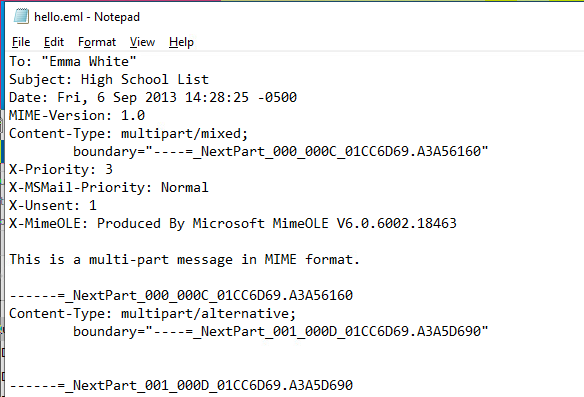 hello.eml - Notepad
File Edit Format View Help
To: "Emma White"
Subject: High School List
Date: Fri, 6 Sep 2013 14:28:25 -0500
MIME-Version: 1.0
Content-Type: multipart/mixed;
boundary="----=_NextPart_000_000C_01CC6D69.A3A56160"
X-Priority: 3
X-MSMail-Priority: Normal
X-Unsent: 1
X-MimeOLE: Produced By Microsoft MimeOLE V6.0.6002.18463
This is a multi-part message in MIME format.
------=_NextPart_000_000C_01CC6D69.A3A56160
Content-Type: multipart/alternative;
boundary="----=_NextPart_001_000D_01CC6D69.A3A5D690"
------=_NextPart_001_000D_01CC6D69.A3A5D690